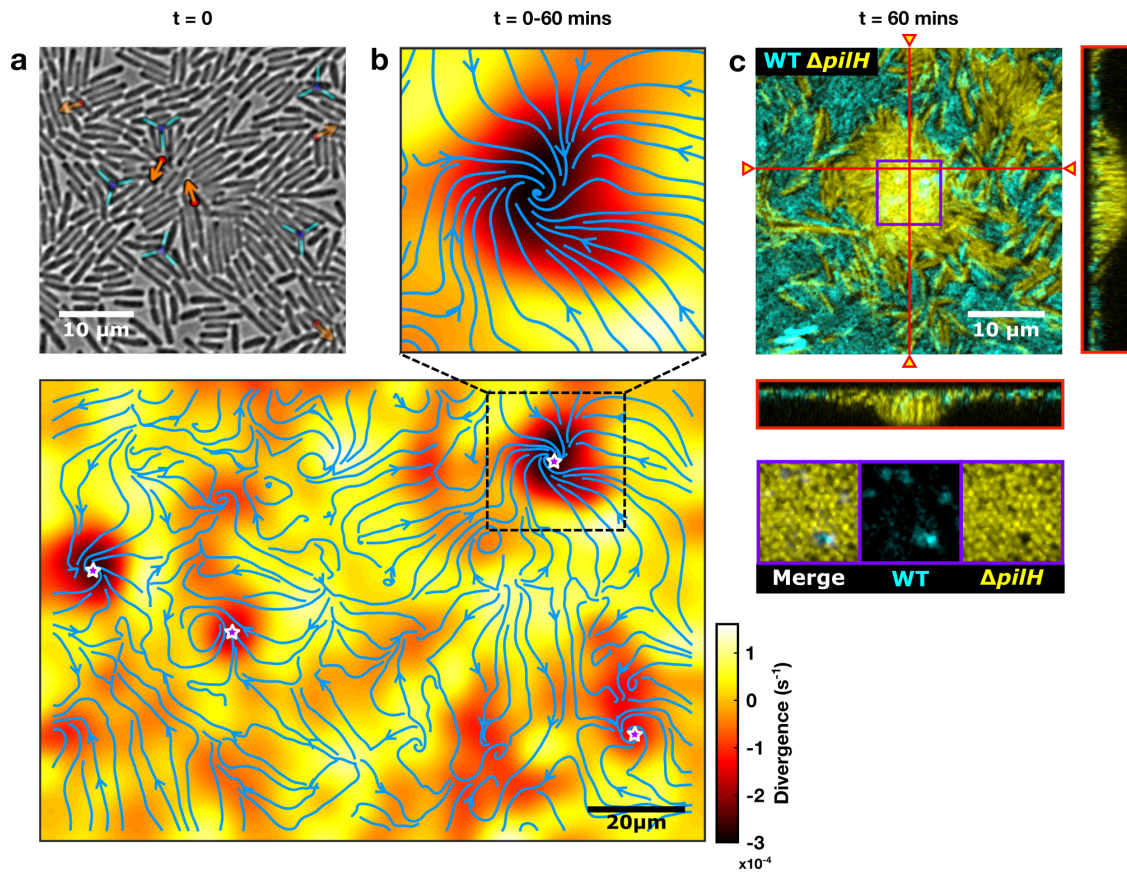 t = 0
t = 0-60 mins
t = 60 mins
a
b
c
WT ΔpilH
10 µm
10 µm
20µm
1
0
-1
-2
-3
x10⁻⁴
Divergence (s⁻¹)
Merge
WT
ΔpilH